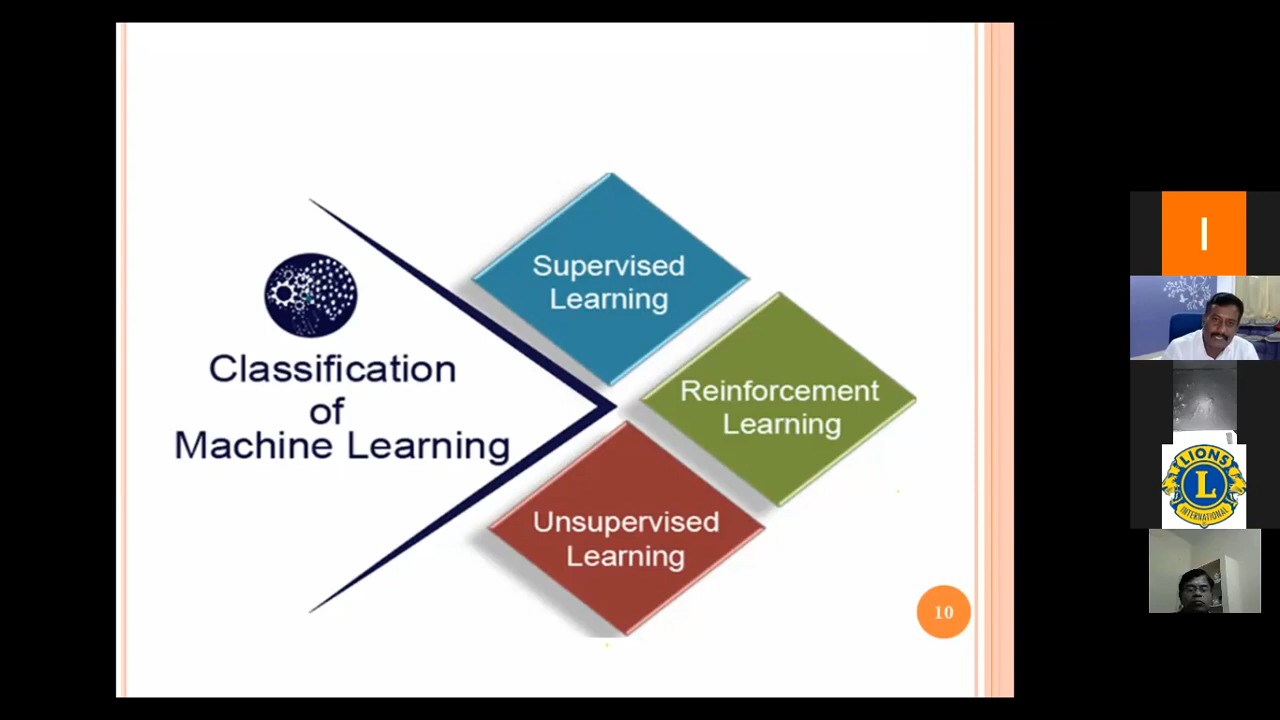 Classification
of
Machine Learning
Supervised
Learning
Reinforcement
Learning
Unsupervised
Learning
10
I
LIONS
L
INTERNATIONAL